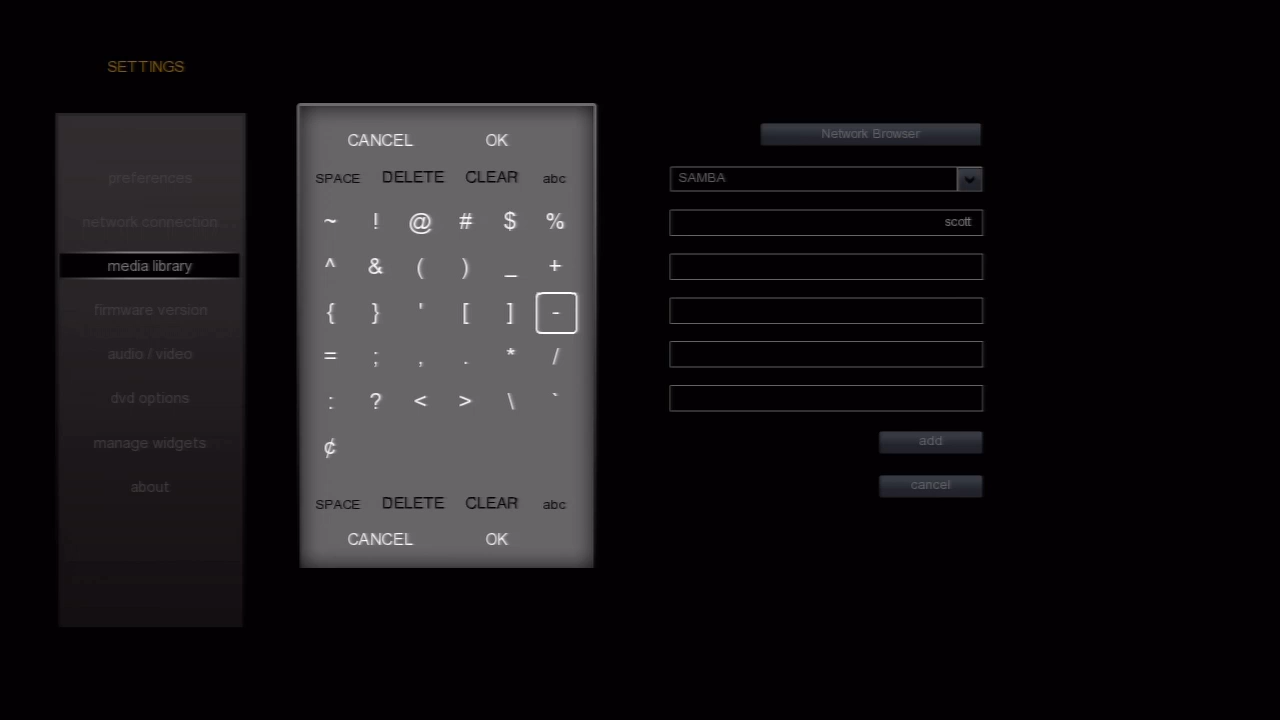 SETTINGS
preferences
network connection
media library
firmware version
audio / video
dvd options
manage widgets
about
CANCEL OK
SPACE DELETE CLEAR abc
~ ! @ # $ %
^ & ( ) _ +
{ } ' [ ] -
= ; , . * /
: ? < > \ `
¢
SPACE DELETE CLEAR abc
CANCEL OK
Network Browser
SAMBA
scott
add
cancel